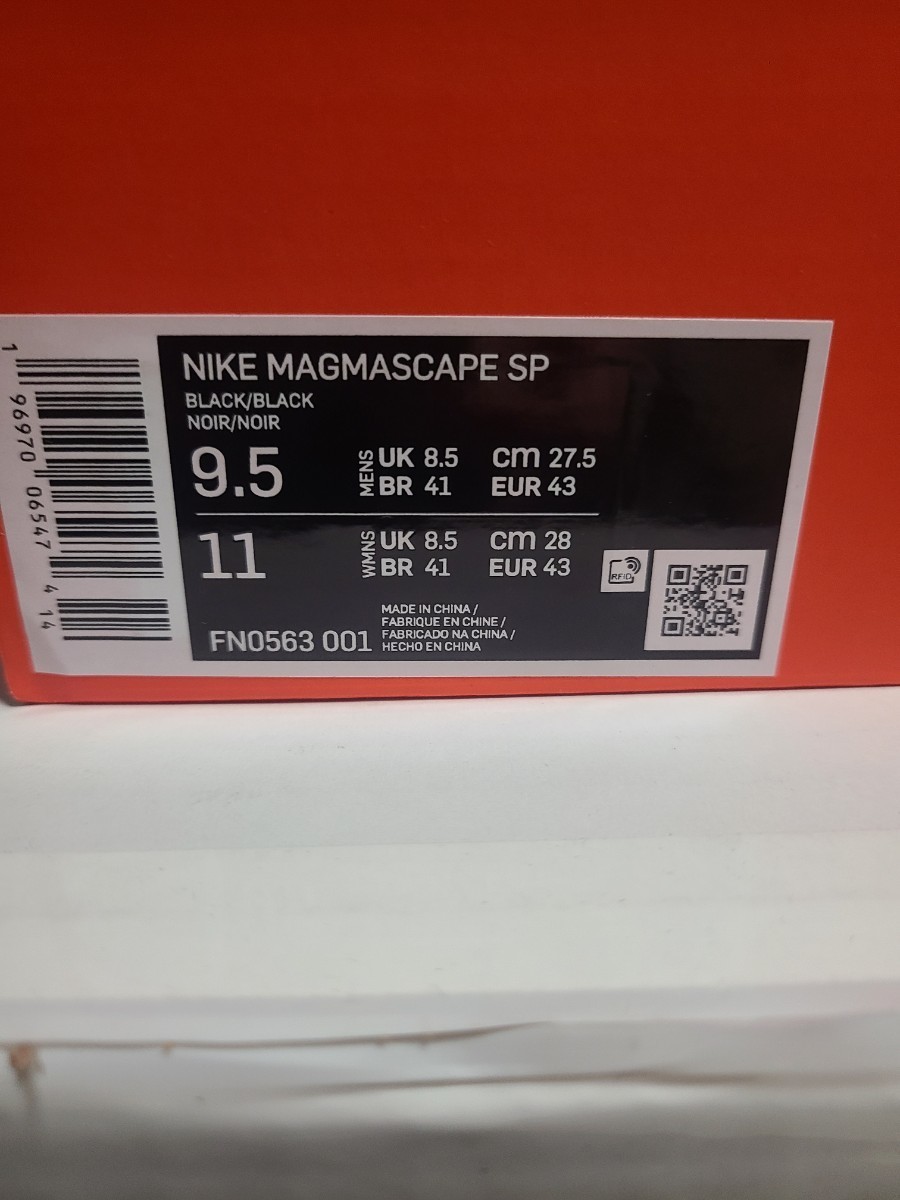 NIKE MAGMASCAPE SP
BLACK/BLACK
NOIR/NOIR
9.5
MENS
UK 8.5 cm 27.5
BR 41 EUR 43
11
WMNS
UK 8.5 cm 28
BR 41 EUR 43
RFID
FN0563 001
MADE IN CHINA /
FABRIQUE EN CHINE /
FABRICADO NA CHINA /
HECHO EN CHINA
1 96970 06547 4 14